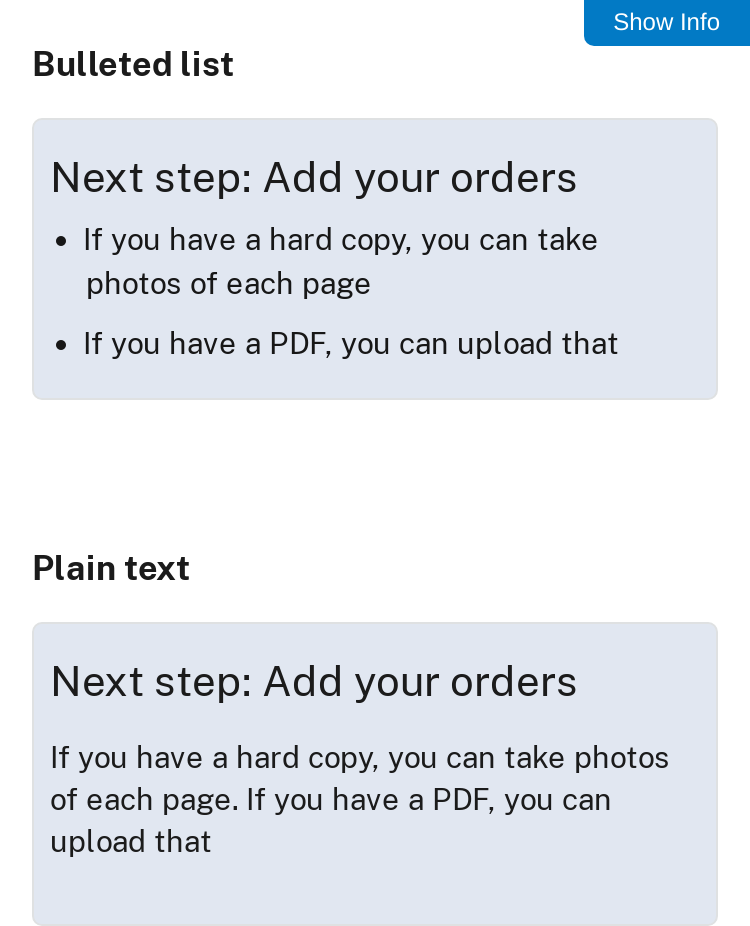 Show Info
Bulleted list
Next step: Add your orders
• If you have a hard copy, you can take
photos of each page
• If you have a PDF, you can upload that
Plain text
Next step: Add your orders
If you have a hard copy, you can take photos
of each page. If you have a PDF, you can
upload that